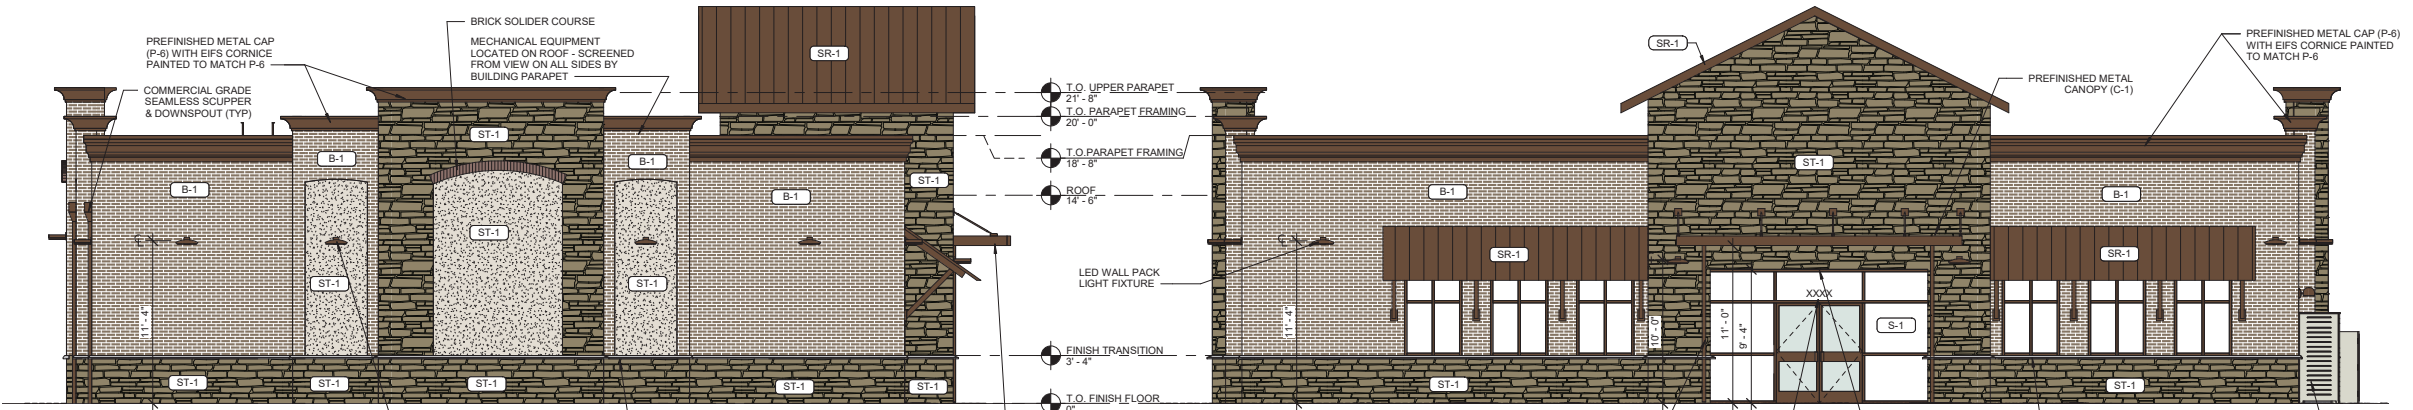 BRICK SOLIDER COURSE
PREFINISHED METAL CAP
(P-6) WITH EIFS CORNICE
PAINTED TO MATCH P-6
MECHANICAL EQUIPMENT
LOCATED ON ROOF - SCREENED
FROM VIEW ON ALL SIDES BY
BUILDING PARAPET
COMMERCIAL GRADE
SEAMLESS SCUPPER
& DOWNSPOUT (TYP)
SR-1
ST-1
B-1
B-1
B-1
B-1
ST-1
ST-1
ST-1
ST-1
11' - 4"
ST-1
ST-1
ST-1
ST-1
ST-1
T.O. UPPER PARAPET
21' - 8"
T.O. PARAPET FRAMING
20' - 0"
T.O.PARAPET FRAMING
18' - 8"
ROOF
14' - 6"
LED WALL PACK
LIGHT FIXTURE
FINISH TRANSITION
3' - 4"
T.O. FINISH FLOOR
0"
SR-1
PREFINISHED METAL
CANOPY (C-1)
PREFINISHED METAL CAP (P-6)
WITH EIFS CORNICE PAINTED
TO MATCH P-6
ST-1
B-1
B-1
SR-1
SR-1
XXXX
S-1
11' - 4"
10' - 0"
11' - 0"
9' - 4"
ST-1
ST-1